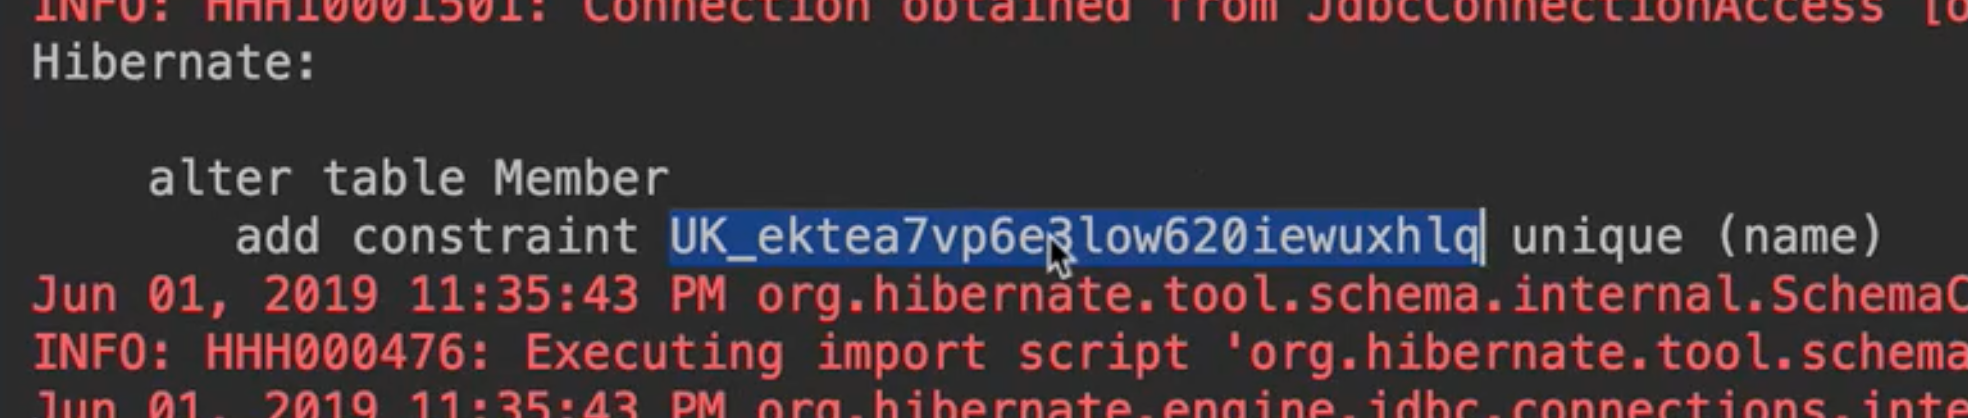 INFO: HHH10001501: Connection obtained from JdbcConnectionAccess [o
Hibernate:
alter table Member
add constraint UK_ektea7vp6e3low620iewuxhlq unique (name)
Jun 01, 2019 11:35:43 PM org.hibernate.tool.schema.internal.SchemaC
INFO: HHH000476: Executing import script 'org.hibernate.tool.schema
Jun 01, 2019 11:35:43 PM org.hibernate.engine.jdbc.connections.inte